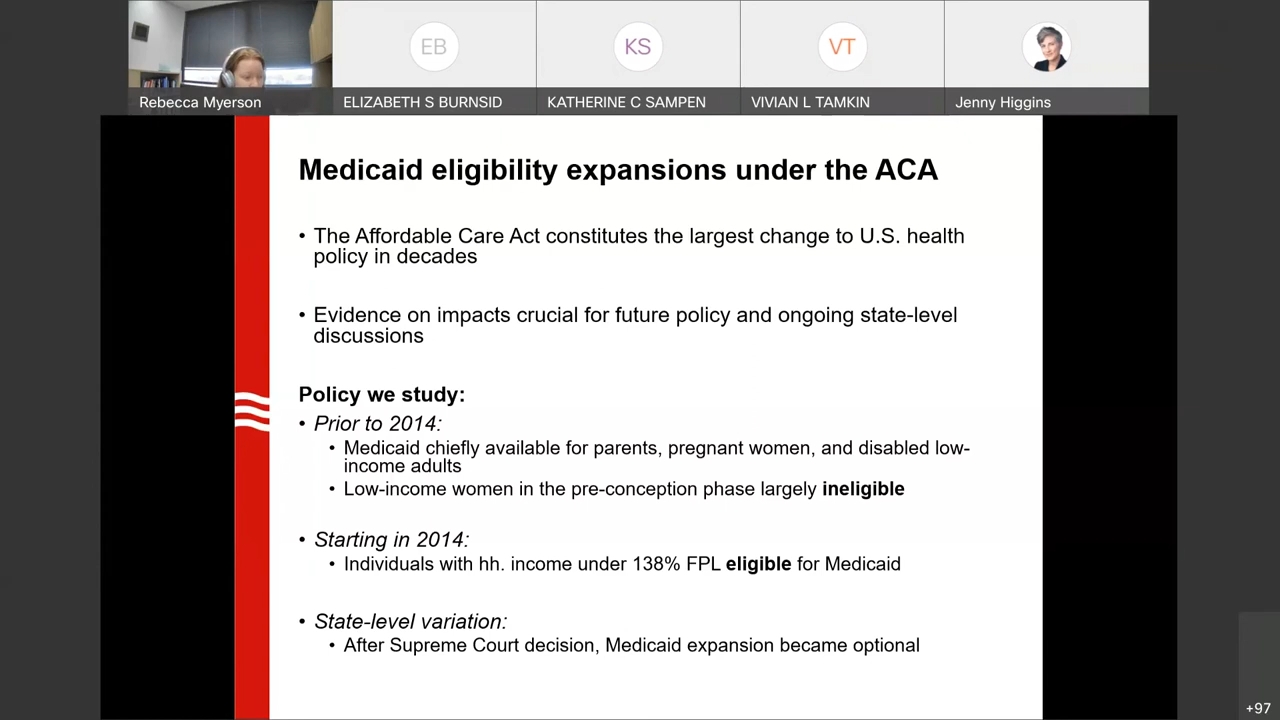 EB
KS
VT
Rebecca Myerson
ELIZABETH S BURNSID
KATHERINE C SAMPEN
VIVIAN L TAMKIN
Jenny Higgins
Medicaid eligibility expansions under the ACA
• The Affordable Care Act constitutes the largest change to U.S. health
policy in decades
• Evidence on impacts crucial for future policy and ongoing state-level
discussions
Policy we study:
• Prior to 2014:
• Medicaid chiefly available for parents, pregnant women, and disabled low-
income adults
• Low-income women in the pre-conception phase largely ineligible
• Starting in 2014:
• Individuals with hh. income under 138% FPL eligible for Medicaid
• State-level variation:
• After Supreme Court decision, Medicaid expansion became optional
+97